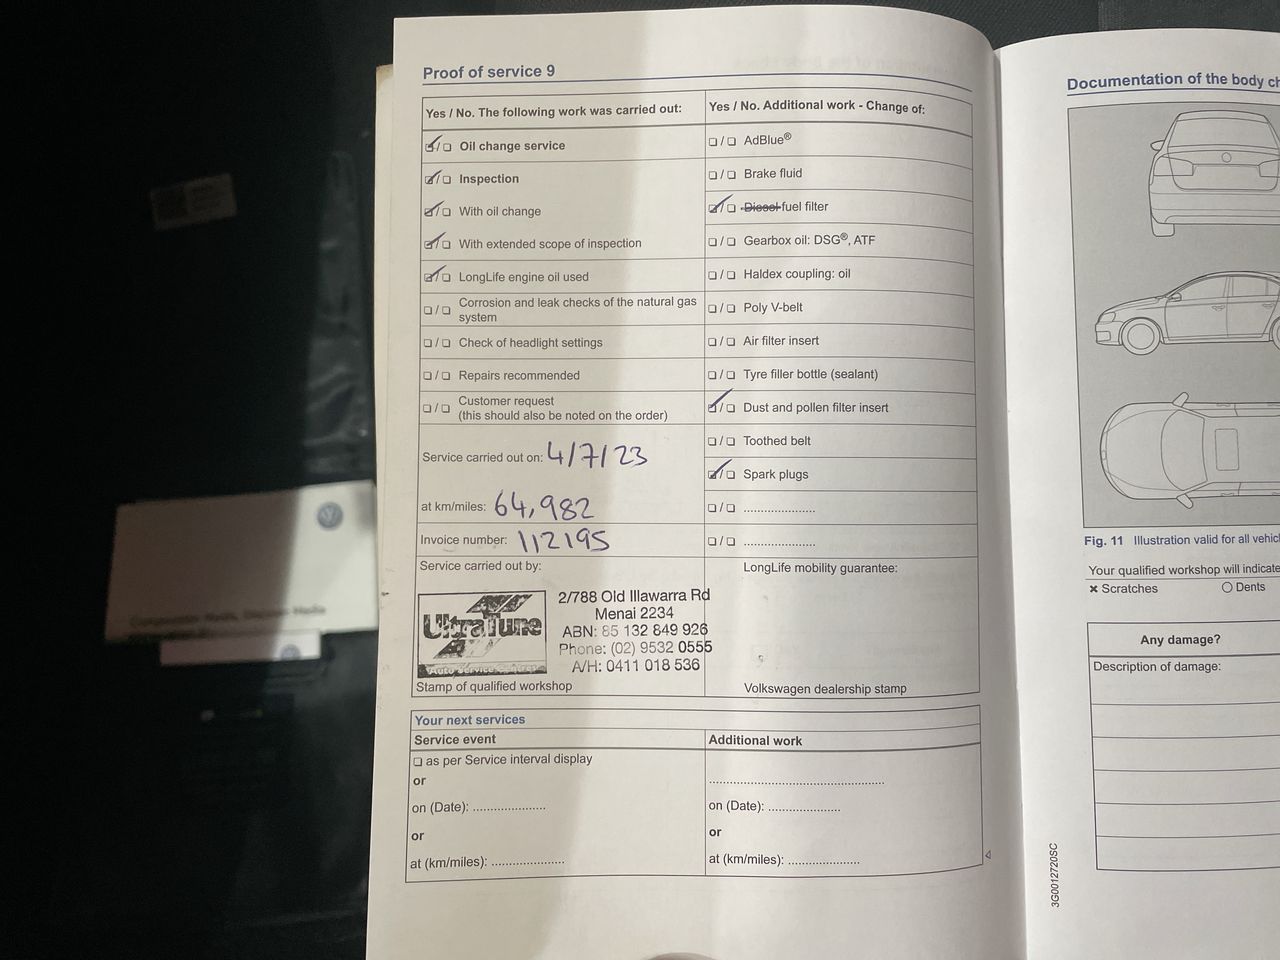 Proof of service 9
Yes / No. The following work was carried out:
Yes / No. Additional work - Change of:
☑/☐ Oil change service
☐/☐ AdBlue®
☑/☐ Inspection
☐/☐ Brake fluid
☑/☐ With oil change
☑/☐ Diesel fuel filter
☑/☐ With extended scope of inspection
☐/☐ Gearbox oil: DSG®, ATF
☑/☐ LongLife engine oil used
☐/☐ Haldex coupling: oil
☐/☐ Corrosion and leak checks of the natural gas
system
☐/☐ Poly V-belt
☐/☐ Check of headlight settings
☐/☐ Air filter insert
☐/☐ Repairs recommended
☐/☐ Tyre filler bottle (sealant)
☐/☐ Customer request
(this should also be noted on the order)
☑/☐ Dust and pollen filter insert
☐/☐ Toothed belt
Service carried out on: 4/7/23
☑/☐ Spark plugs
at km/miles: 64,982
☐/☐ ....................
Invoice number: 112195
☐/☐ ....................
Service carried out by:
LongLife mobility guarantee:
UltraTune
Auto Service Centres
2/788 Old Illawarra Rd
Menai 2234
ABN: 85 132 849 926
Phone: (02) 9532 0555
A/H: 0411 018 536
Stamp of qualified workshop
Volkswagen dealership stamp
Your next services
Service event
Additional work
☐ as per Service interval display
or
on (Date): ....................
on (Date): ....................
or
or
at (km/miles): ....................
at (km/miles): ....................
3G0012720SC
Documentation of the body
Fig. 11 Illustration valid for all
Your qualified workshop will indicate
✖ Scratches
○ Dents
Any damage?
Description of damage: